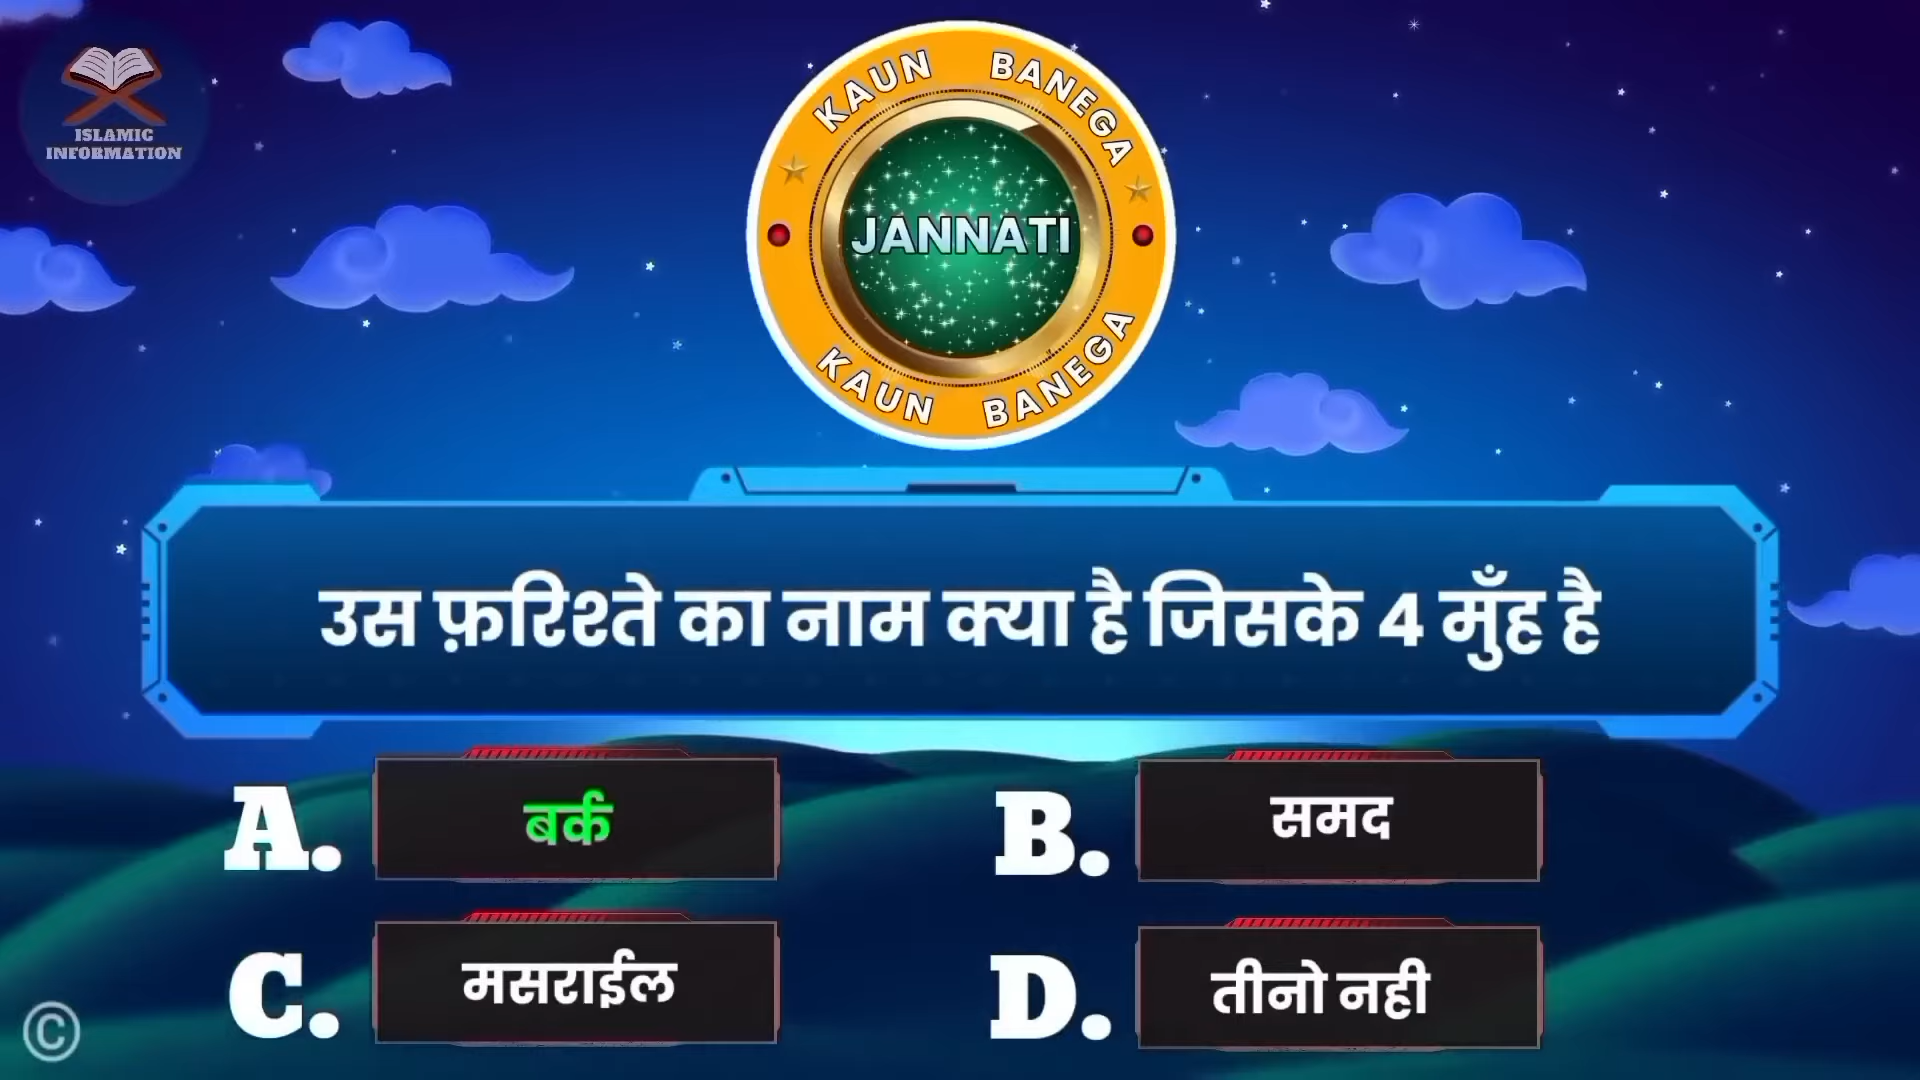 ISLAMIC
INFORMATION
KAUN BANEGA
JANNATI
KAUN BANEGA
उस फ़रिश्ते का नाम क्या है जिसके 4 मुँह है
A. बर्क
B. समद
C. मसराईल
D. तीनो नही
©